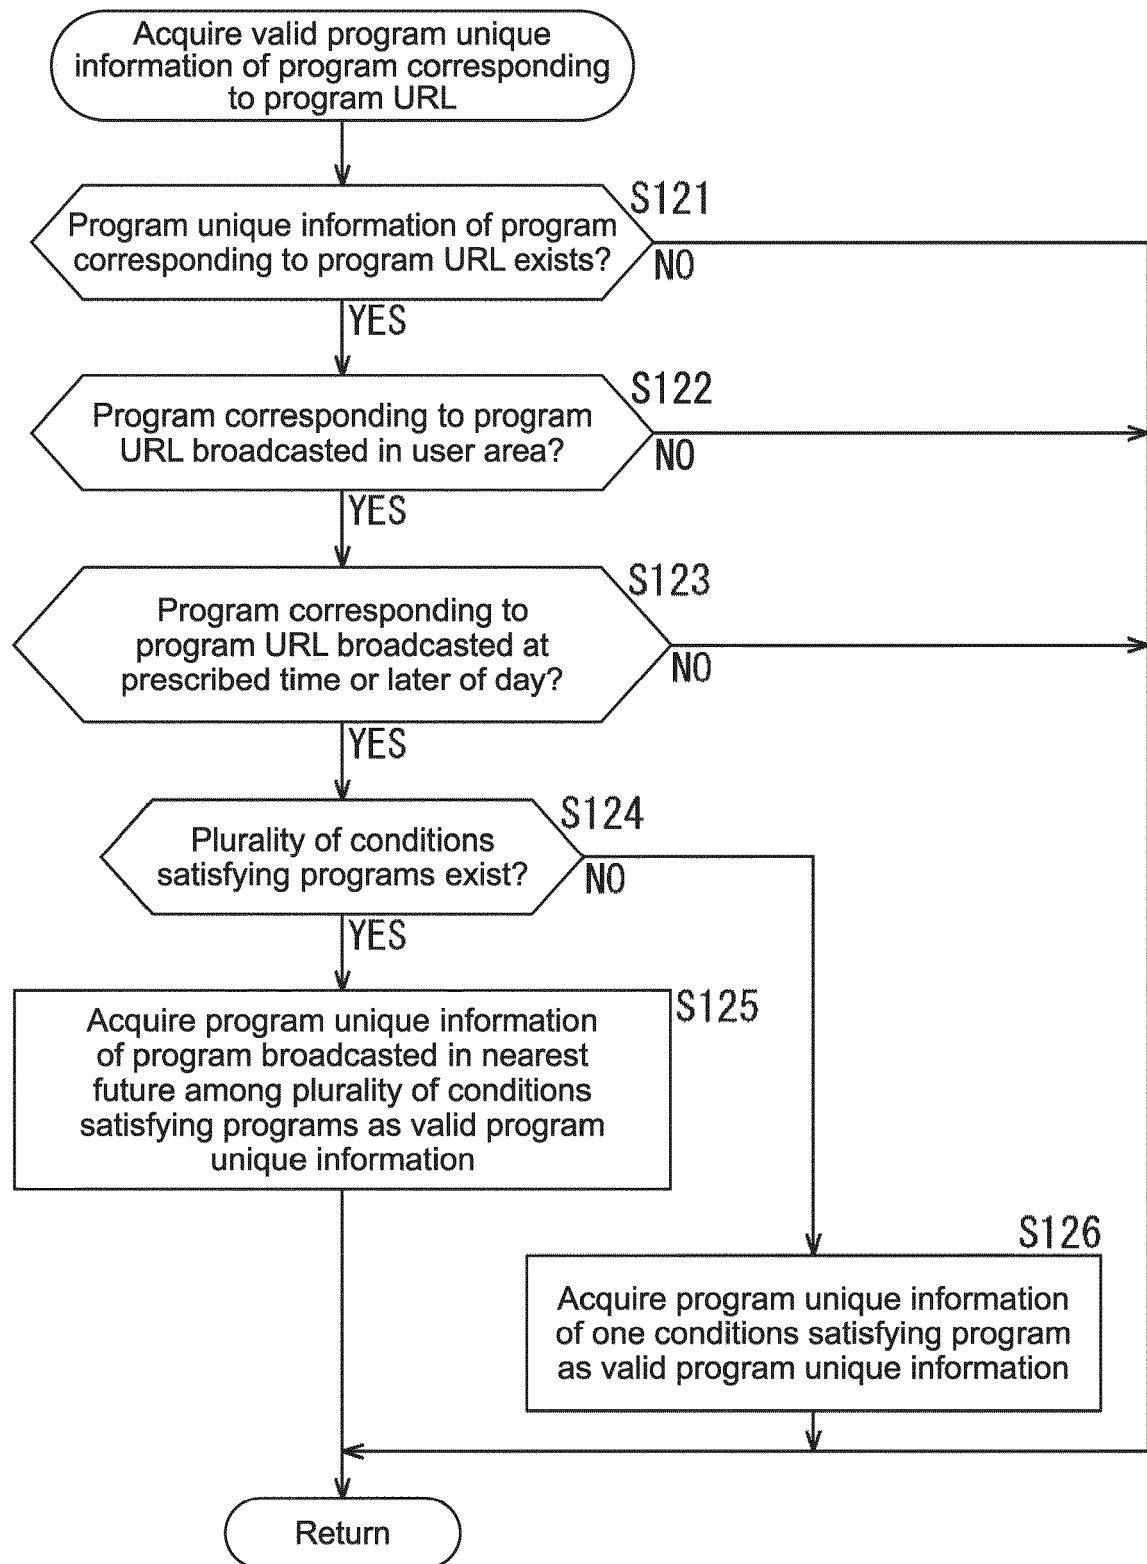 Acquire valid program unique
information of program corresponding
to program URL
S121
Program unique information of program
corresponding to program URL exists?
NO
YES
S122
Program corresponding to program
URL broadcasted in user area?
NO
YES
S123
Program corresponding to
program URL broadcasted at
prescribed time or later of day?
NO
YES
S124
Plurality of conditions
satisfying programs exist?
NO
YES
S125
Acquire program unique information
of program broadcasted in nearest
future among plurality of conditions
satisfying programs as valid program
unique information
S126
Acquire program unique information
of one conditions satisfying program
as valid program unique information
Return